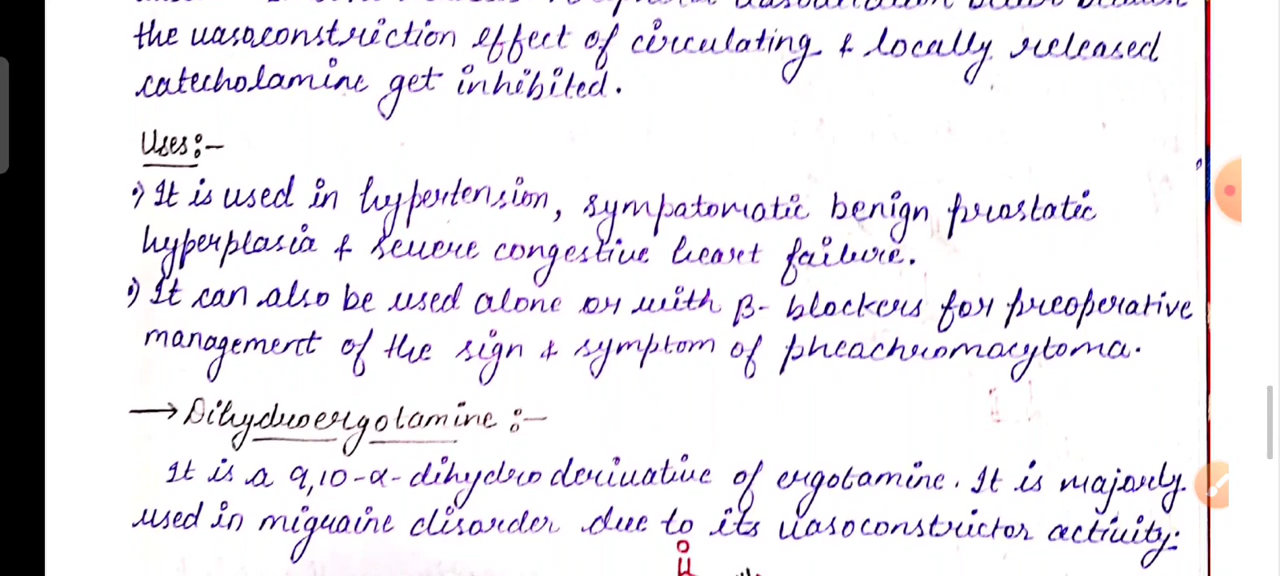 the vasoconstriction effect of circulating & locally released
catecholamine get inhibited.
Uses:-
•) It is used in hypertension, sympatomatic benign prostatic
hyperplasia & severe congestive heart failure.
•) It can also be used alone or with β- blockers for preoperative
management of the sign & symptom of pheachromacytoma.
→ Dihydroergotamine :-
It is a 9,10-α-dihydro derivative of ergotamine. It is majorly
used in migraine disorder due to its vasoconstrictor activity:
O